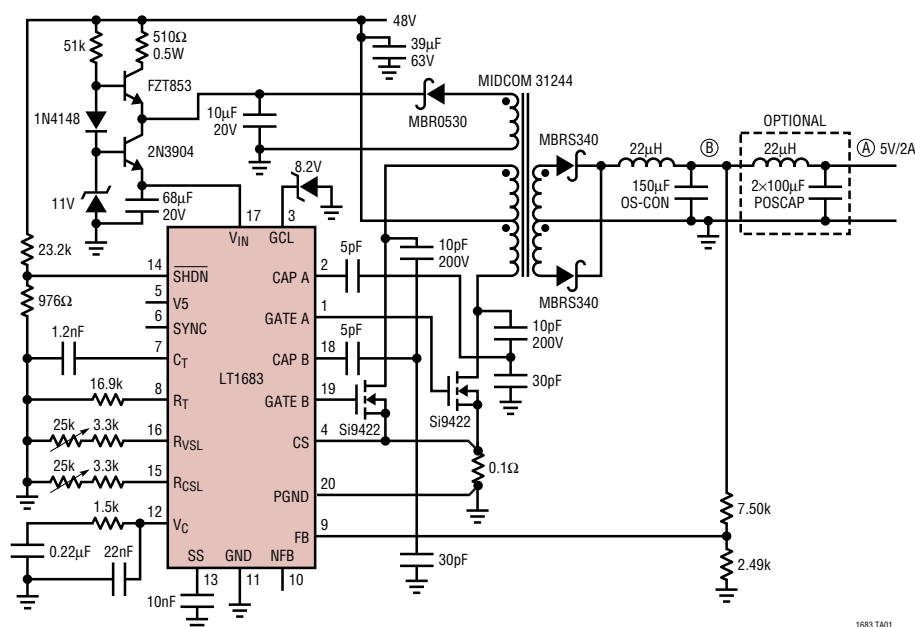 48V
51k
510Ω
0.5W
39µF
63V
FZT853
MIDCOM 31244
1N4148
10µF
20V
MBR0530
MBRS340
OPTIONAL
22µH
B
22µH
A 5V/2A
2N3904
11V
68µF
20V
8.2V
150µF
OS-CON
2×100µF
POSCAP
17
3
VIN
GCL
23.2k
5pF
10pF
200V
14
SHDN
CAP A
2
MBRS340
976Ω
5
V5
GATE A
1
6
SYNC
5pF
10pF
200V
1.2nF
7
CT
CAP B
18
LT1683
30pF
16.9k
8
RT
GATE B
19
Si9422
Si9422
25k
3.3k
16
RVSL
CS
4
0.1Ω
25k
3.3k
15
RCSL
PGND
20
7.50k
1.5k
12
VC
FB
9
0.22µF
22nF
SS
GND
NFB
30pF
2.49k
13
11
10
10nF
1683 TA01